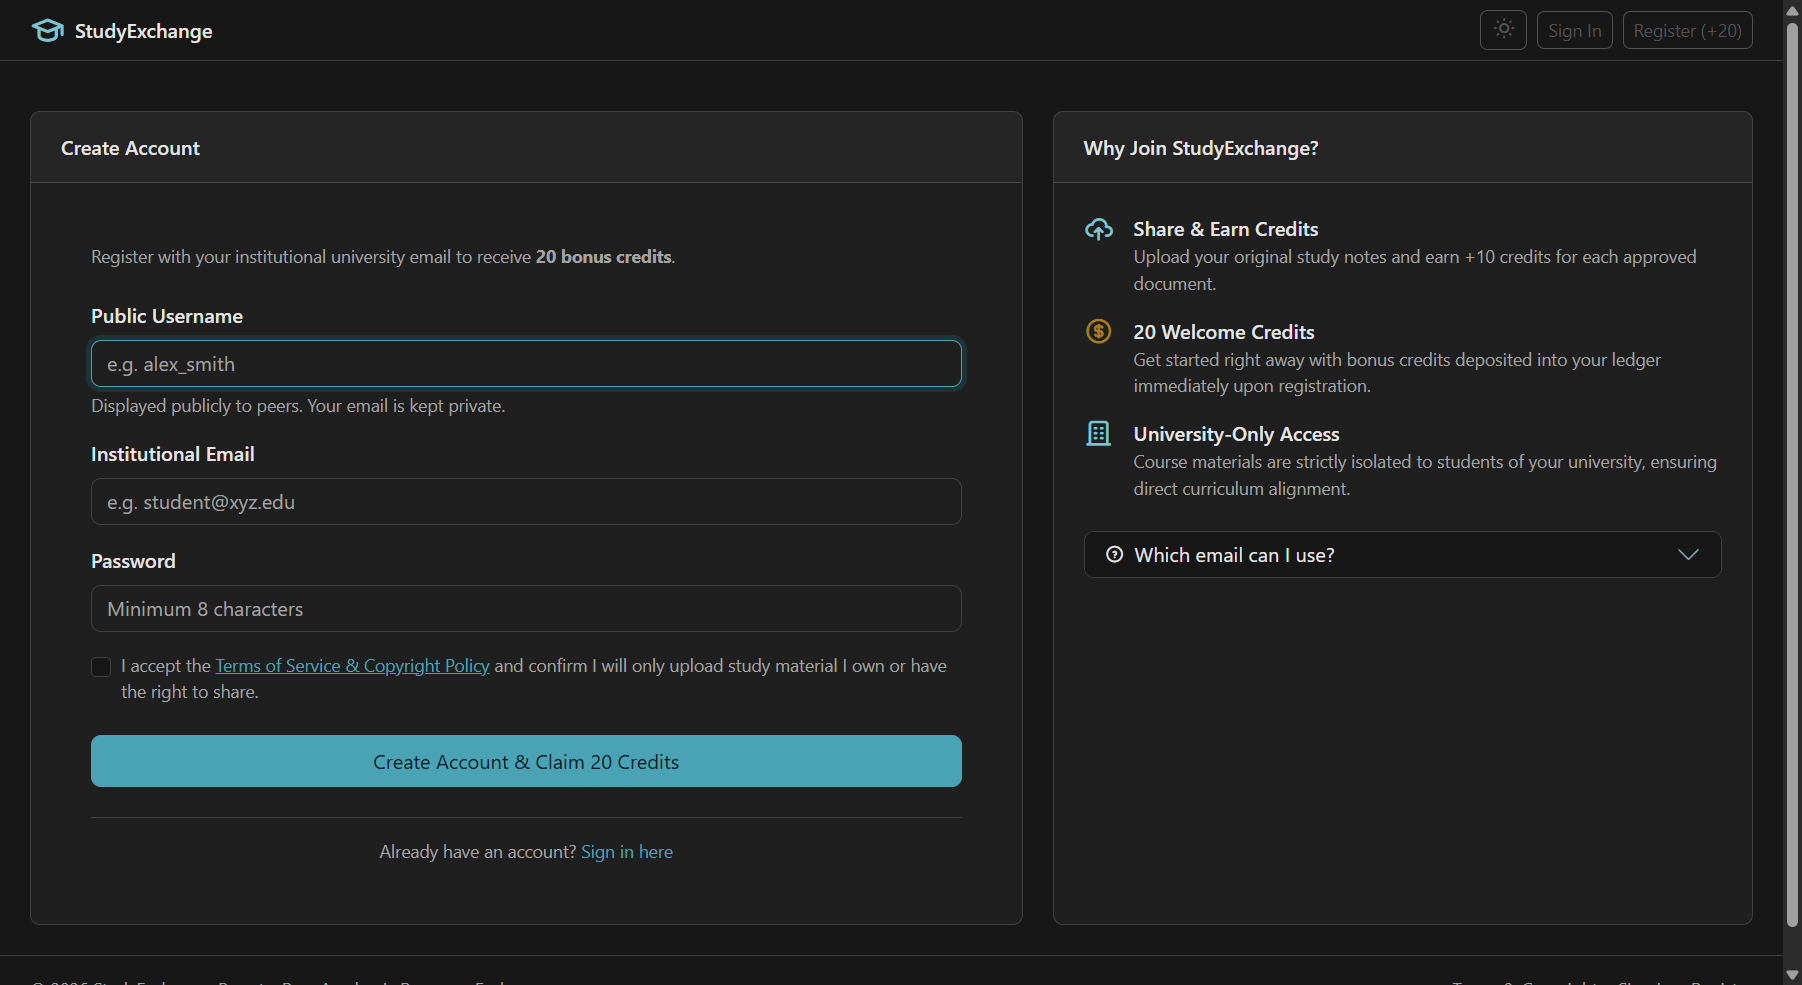 StudyExchange
Sign In
Register (+20)
Create Account
Register with your institutional university email to receive 20 bonus credits.
Public Username
e.g. alex_smith
Displayed publicly to peers. Your email is kept private.
Institutional Email
e.g. student@xyz.edu
Password
Minimum 8 characters
I accept the Terms of Service & Copyright Policy and confirm I will only upload study material I own or have
the right to share.
Create Account & Claim 20 Credits
Already have an account? Sign in here
Why Join StudyExchange?
Share & Earn Credits
Upload your original study notes and earn +10 credits for each approved
document.
20 Welcome Credits
Get started right away with bonus credits deposited into your ledger
immediately upon registration.
University-Only Access
Course materials are strictly isolated to students of your university, ensuring
direct curriculum alignment.
Which email can I use?